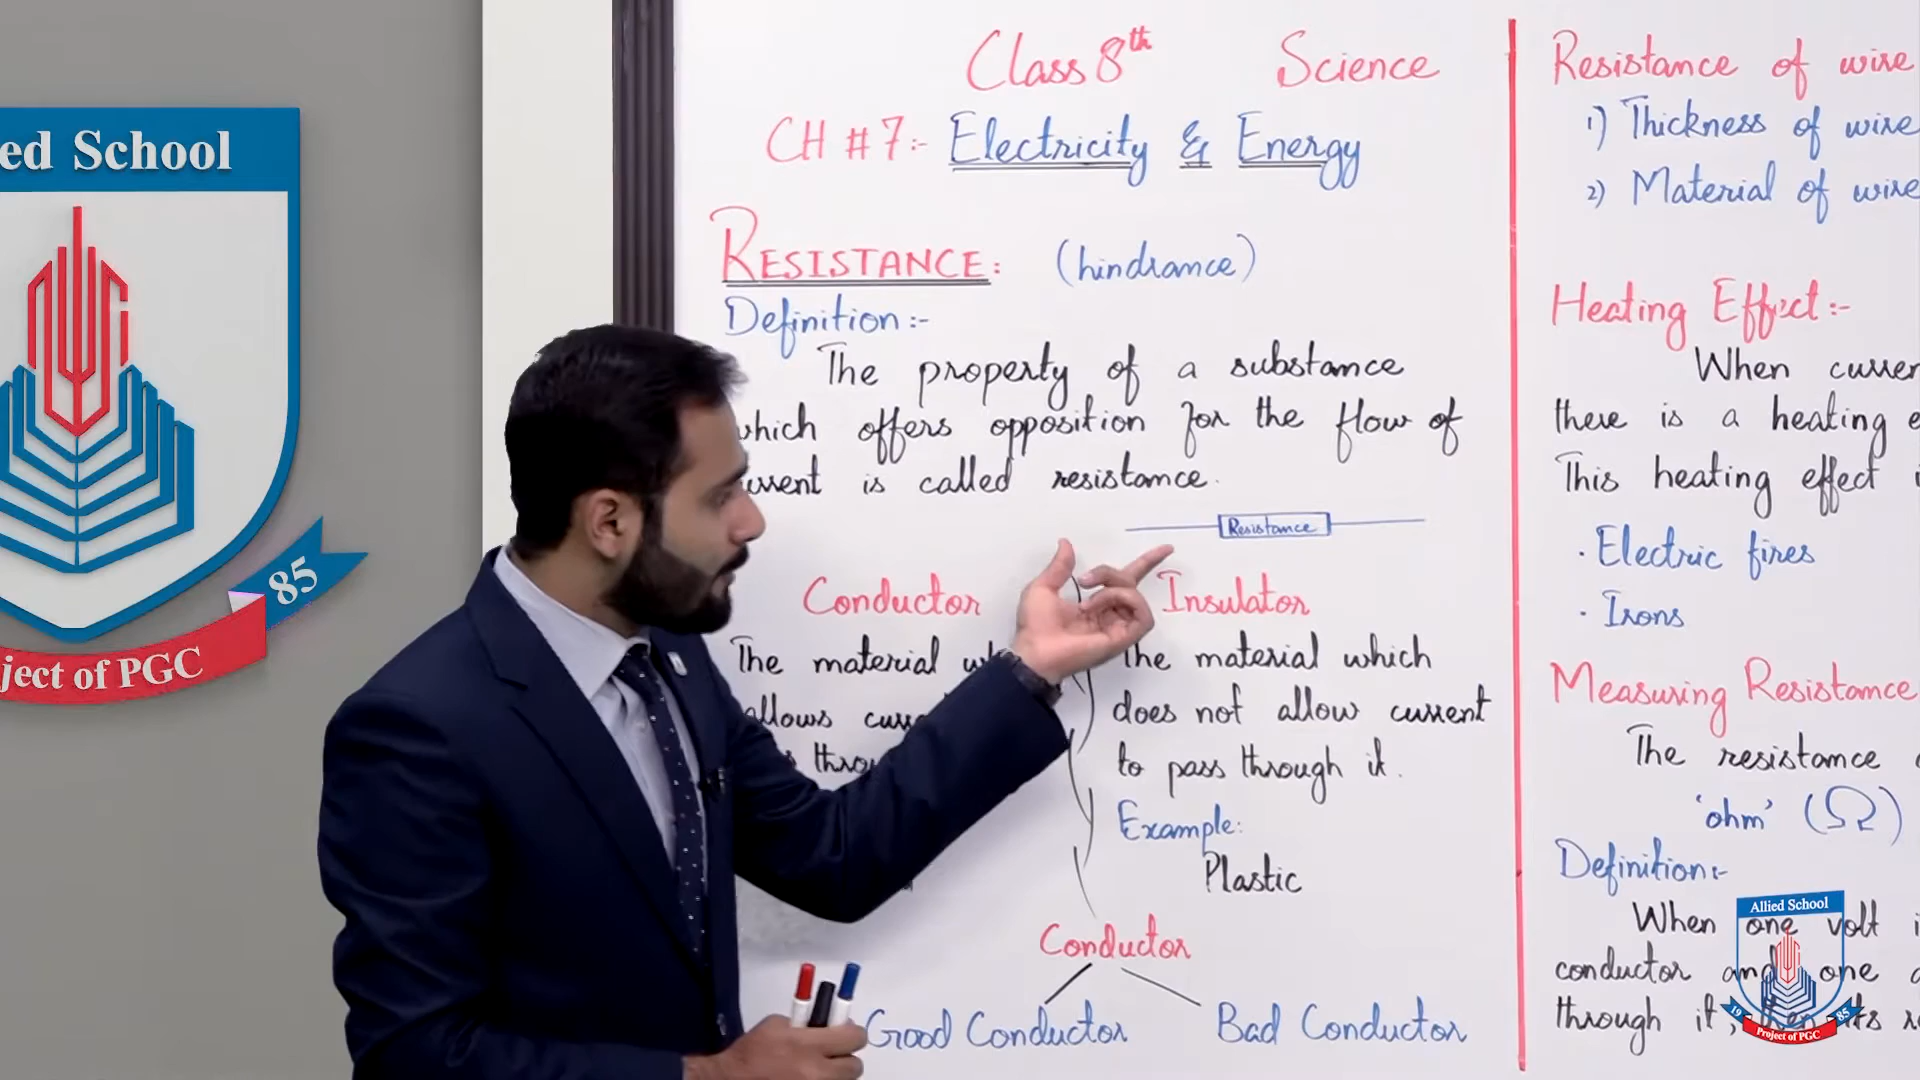 ed School
85
ject of PGC
Class 8th Science
CH # 7:- Electricity & Energy
RESISTANCE: (hindrance)
Definition:-
The property of a substance
which offers opposition for the flow of
is called resistance.
Resistance
Conductor
The material
allows
Insulator
The material which
does not allow current
to pass through it.
Example:
Plastic
Conductor
Good Conductor Bad Conductor
Resistance of wire
1) Thickness of wire
2) Material of wire
Heating Effect:-
When
there is a heating
This heating effect
· Electric fires
· Irons
Measuring Resistance
The resistance
'ohm' (Ω)
Definition:-
When one volt
conductor and one
through it, then its
Allied School
19 85
Project of PGC